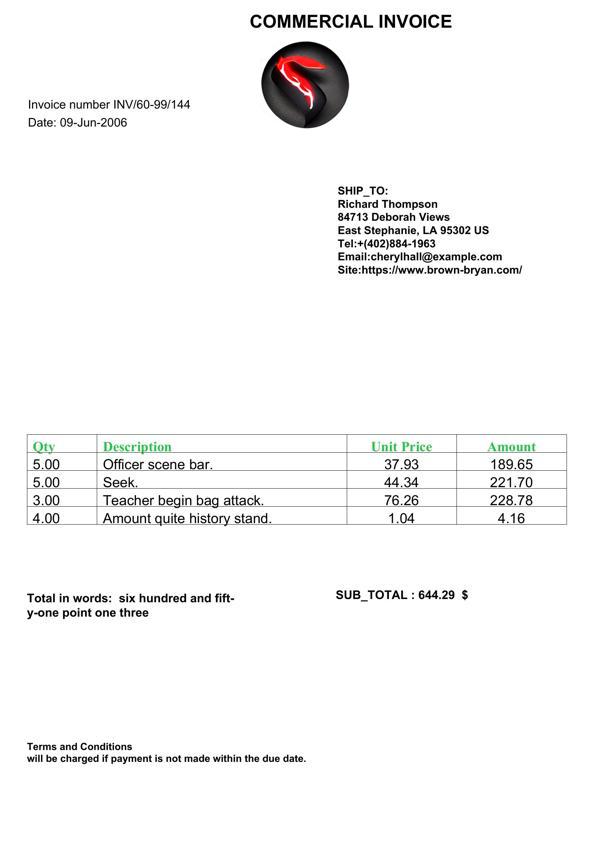 COMMERCIAL INVOICE
Invoice number INV/60-99/144
Date: 09-Jun-2006
SHIP_TO:
Richard Thompson
84713 Deborah Views
East Stephanie, LA 95302 US
Tel:+(402)884-1963
Email:cherylhall@example.com
Site:https://www.brown-bryan.com/
Qty Description Unit Price Amount
5.00 Officer scene bar. 37.93 189.65
5.00 Seek. 44.34 221.70
3.00 Teacher begin bag attack. 76.26 228.78
4.00 Amount quite history stand. 1.04 4.16
Total in words: six hundred and fift-
y-one point one three
SUB_TOTAL : 644.29 $
Terms and Conditions
will be charged if payment is not made within the due date.